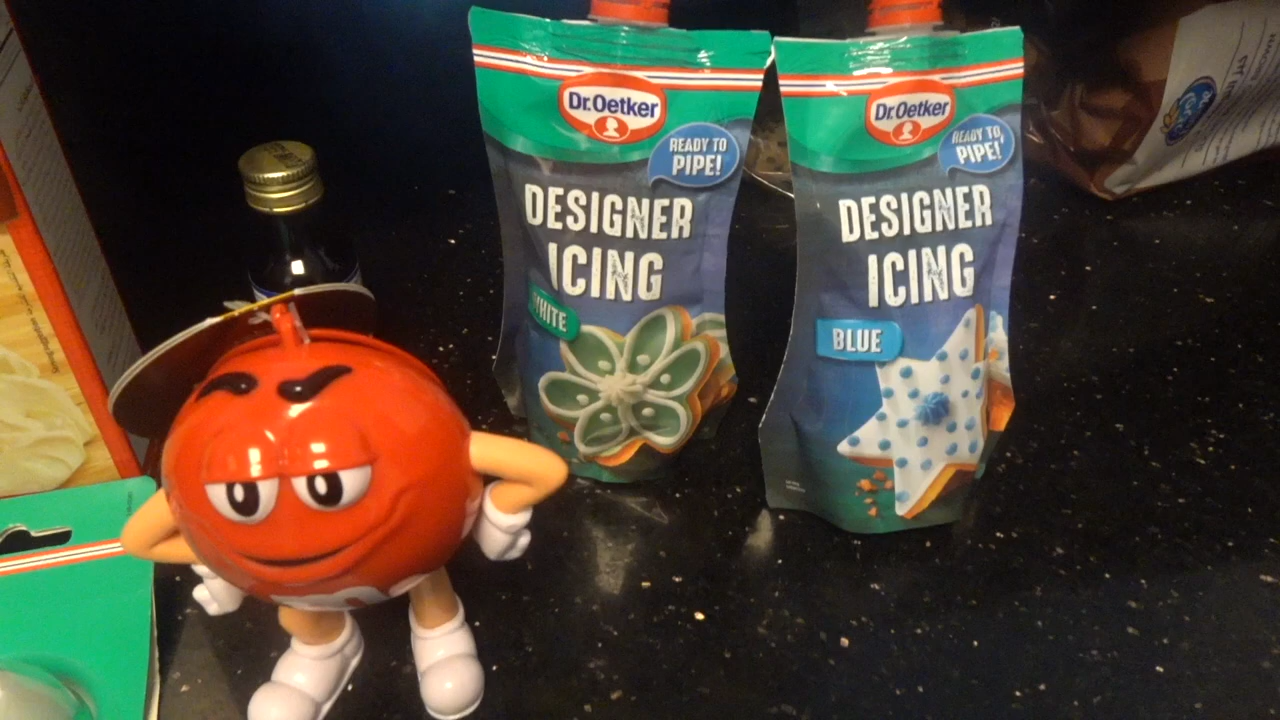 Dr.Oetker
READY TO
PIPE!
DESIGNER
ICING
WHITE
Dr.Oetker
READY TO
PIPE!
DESIGNER
ICING
BLUE